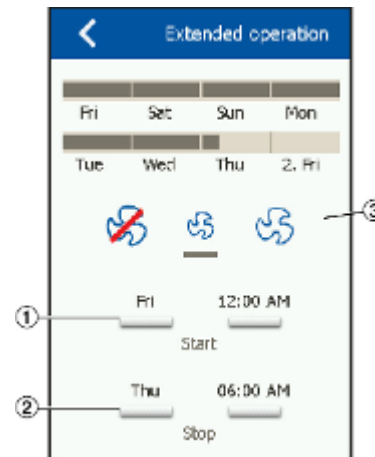 Extended operation
Fri Sat Sun Mon
Tue Wed Thu 2. Fri
3
Fri 12:00 AM
1
Start
Thu 06:00 AM
2
Stop